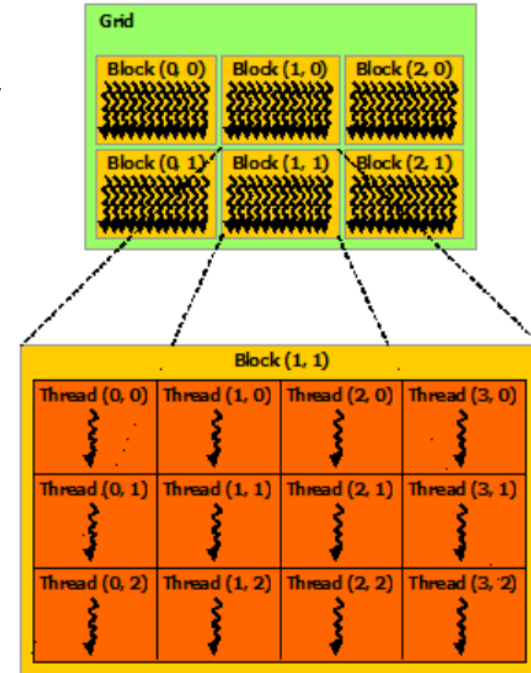 Grid
Block (0, 0) Block (1, 0) Block (2, 0)
Block (0, 1) Block (1, 1) Block (2, 1)
Block (1, 1)
Thread (0, 0) Thread (1, 0) Thread (2, 0) Thread (3, 0)
Thread (0, 1) Thread (1, 1) Thread (2, 1) Thread (3, 1)
Thread (0, 2) Thread (1, 2) Thread (2, 2) Thread (3, 2)